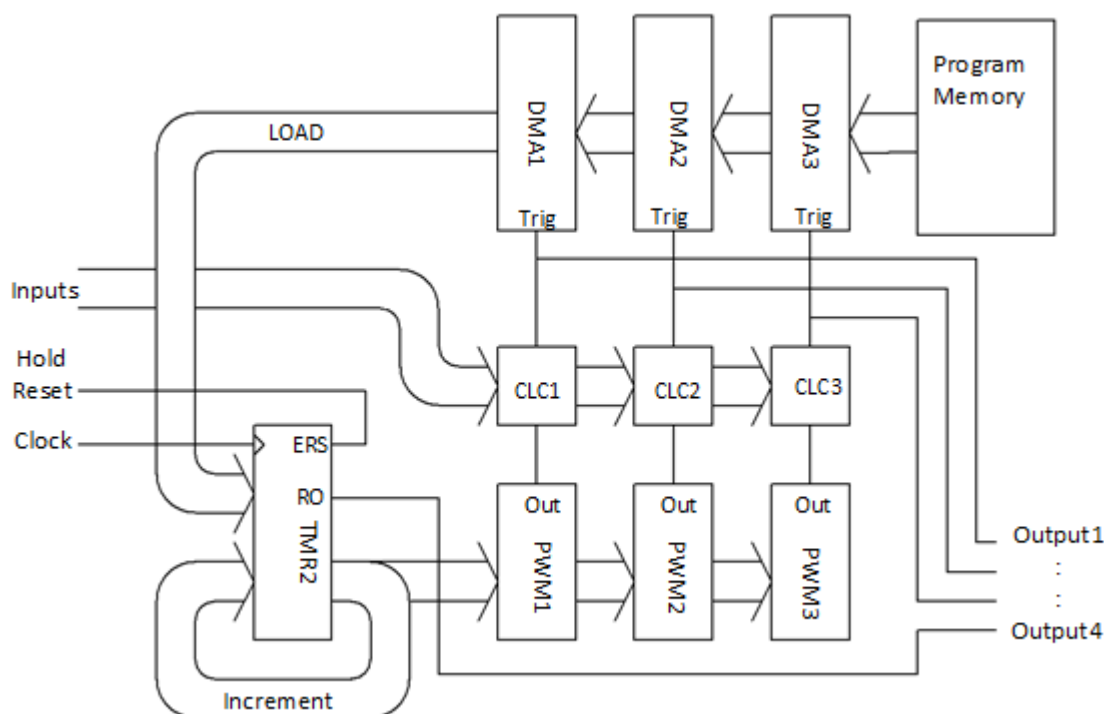 Program
Memory
DMA1
DMA2
DMA3
LOAD
Trig
Trig
Trig
Inputs
Hold
Reset
Clock
CLC1
CLC2
CLC3
ERS
RO
TMR2
Out
Out
Out
PWM1
PWM2
PWM3
Output1
:
:
Output4
Increment